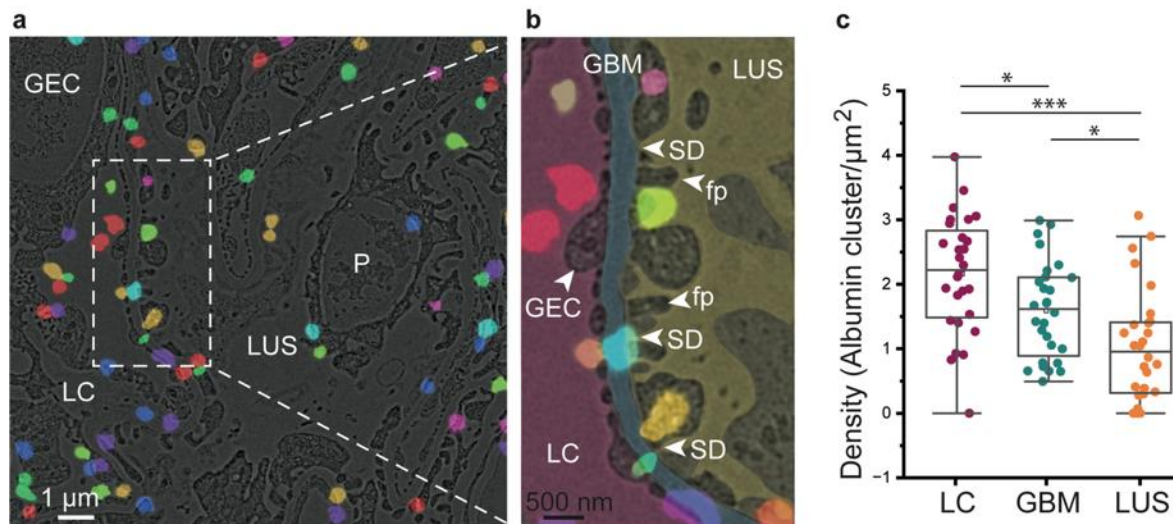 a
GEC
P
LUS
LC
1 µm
b
GBM
LUS
SD
fp
GEC
fp
SD
LC
SD
500 nm
c
*
***
*
Density (Albumin cluster/µm²)
5
4
3
2
1
0
−1
LC GBM LUS